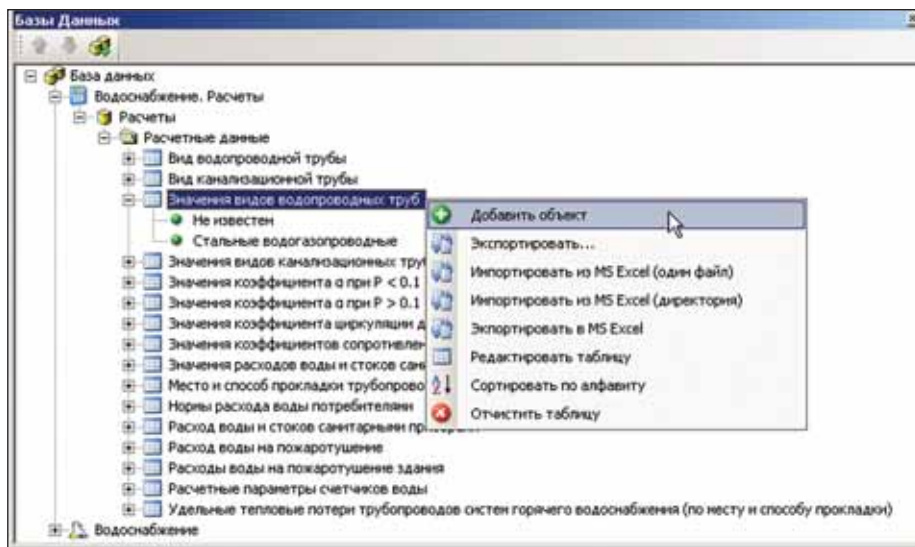 Базы Данных
База данных
Водоснабжение. Расчеты
Расчеты
Расчетные данные
Вид водопроводной трубы
Вид канализационной трубы
Значения видов водопроводных труб
Не известен
Стальные водогазопроводные
Значения видов канализационных тру
Значения коэффициента α при P < 0.1
Значения коэффициента α при P > 0.1
Значения коэффициента циркуляции д
Значения коэффициентов сопротивлен
Значения расходов воды и стоков сан
Место и способ прокладки трубопрово
Нормы расхода воды потребителями
Расход воды и стоков санитарными
Расход воды на пожаротушение
Расходы воды на пожаротушение здания
Расчетные параметры счетчиков воды
Удельные тепловые потери трубопроводов систем горячего водоснабжения (по месту и способу прокладки)
Водоснабжение
Добавить объект
Экспортировать...
Импортировать из MS Excel (один файл)
Импортировать из MS Excel (директория)
Экспортировать в MS Excel
Редактировать таблицу
Сортировать по алфавиту
Отчистить таблицу